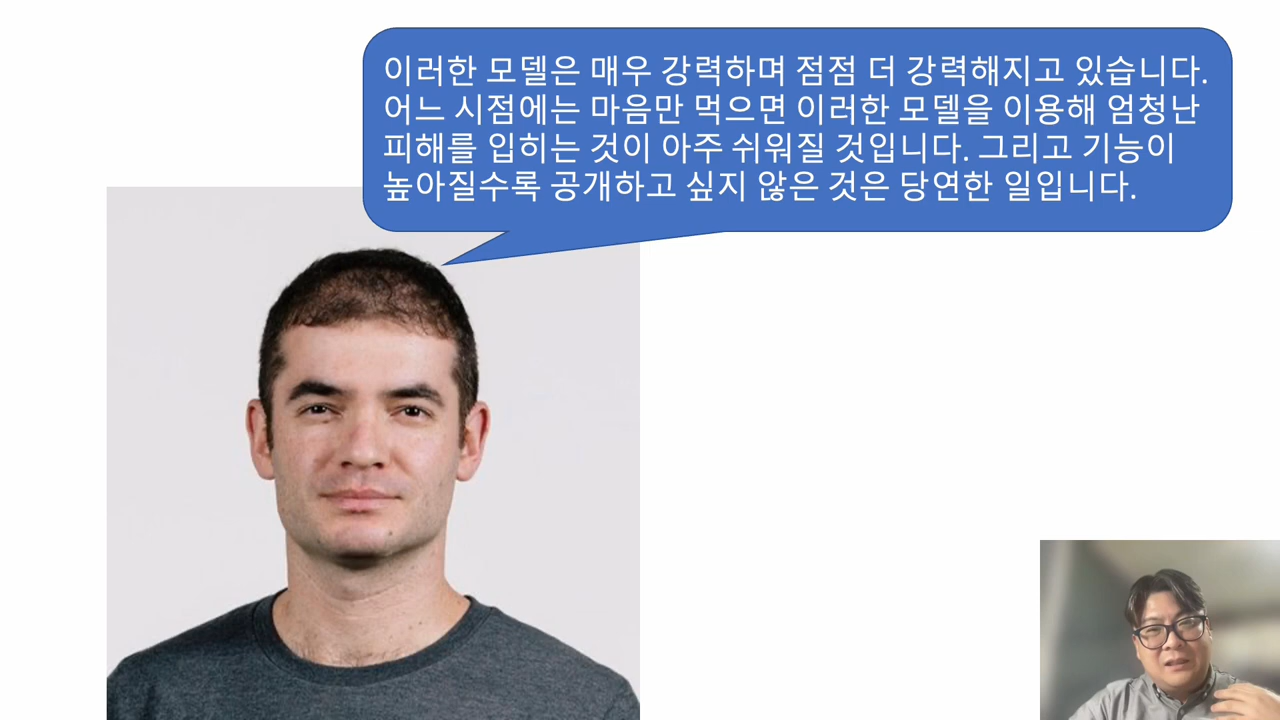 이러한 모델은 매우 강력하며 점점 더 강력해지고 있습니다.
어느 시점에는 마음만 먹으면 이러한 모델을 이용해 엄청난
피해를 입히는 것이 아주 쉬워질 것입니다. 그리고 기능이
높아질수록 공개하고 싶지 않은 것은 당연한 일입니다.